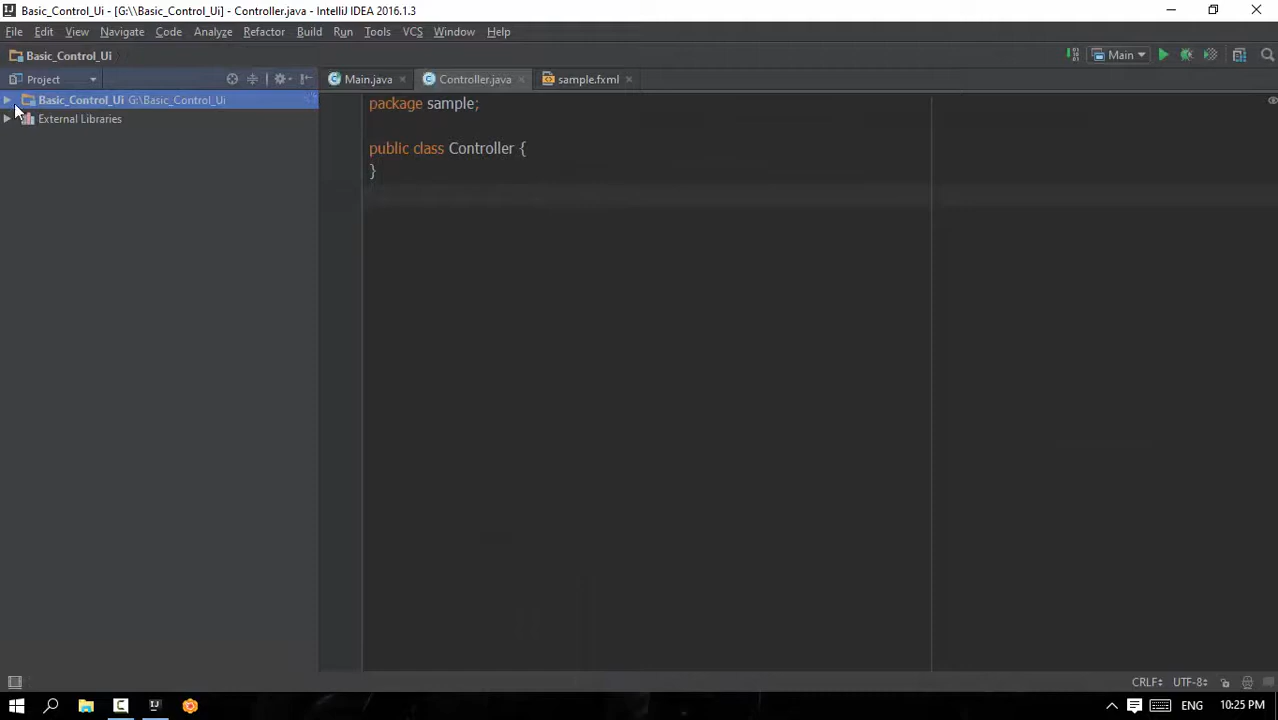 Basic_Control_Ui - [G:\\Basic_Control_Ui] - Controller.java - IntelliJ IDEA 2016.1.3
File Edit View Navigate Code Analyze Refactor Build Run Tools VCS Window Help
Basic_Control_Ui Main
Project Main.java Controller.java sample.fxml
Basic_Control_Ui G:\Basic_Control_Ui
External Libraries
package sample;
public class Controller {
}
CRLF UTF-8
ENG 10:25 PM